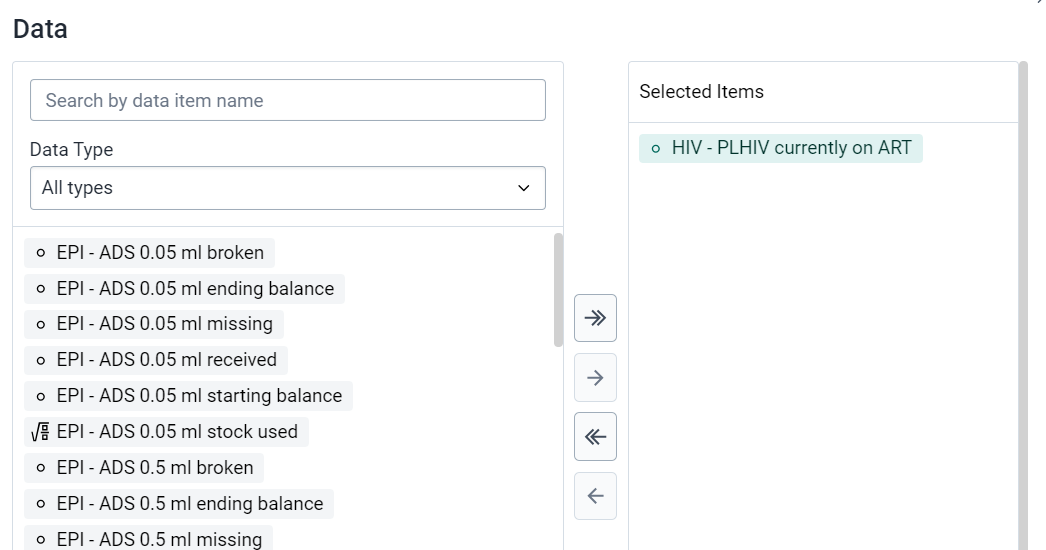 Data
Search by data item name
Data Type
All types
EPI - ADS 0.05 ml broken
EPI - ADS 0.05 ml ending balance
EPI - ADS 0.05 ml missing
EPI - ADS 0.05 ml received
EPI - ADS 0.05 ml starting balance
EPI - ADS 0.05 ml stock used
EPI - ADS 0.5 ml broken
EPI - ADS 0.5 ml ending balance
EPI - ADS 0.5 ml missing
Selected Items
HIV - PLHIV currently on ART